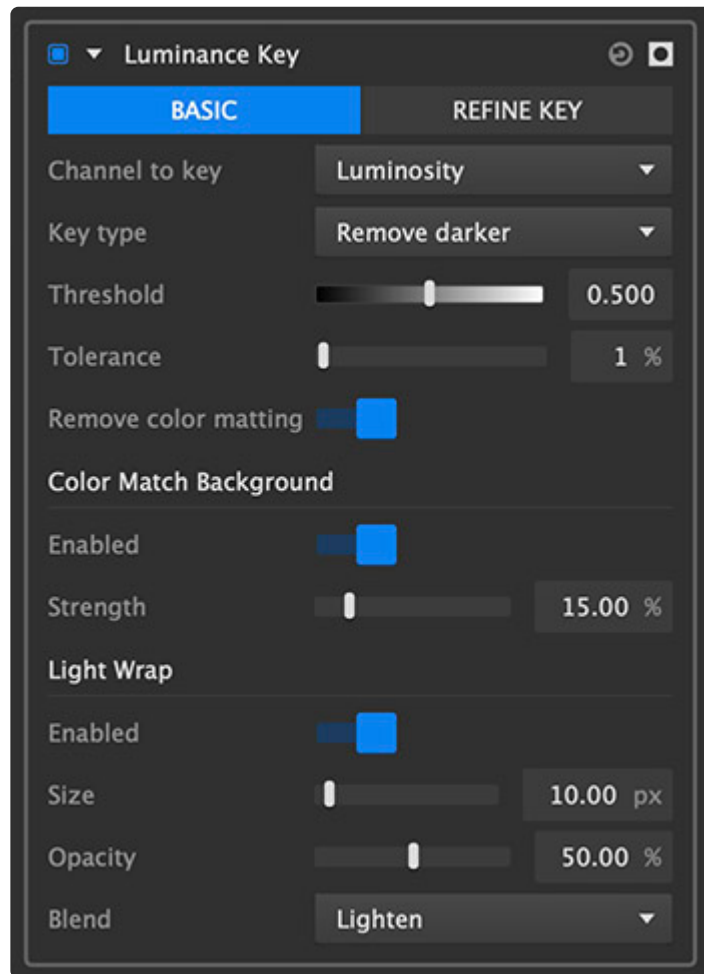 Luminance Key
BASIC REFINE KEY
Channel to key Luminosity
Key type Remove darker
Threshold 0.500
Tolerance 1 %
Remove color matting
Color Match Background
Enabled
Strength 15.00 %
Light Wrap
Enabled
Size 10.00 px
Opacity 50.00 %
Blend Lighten